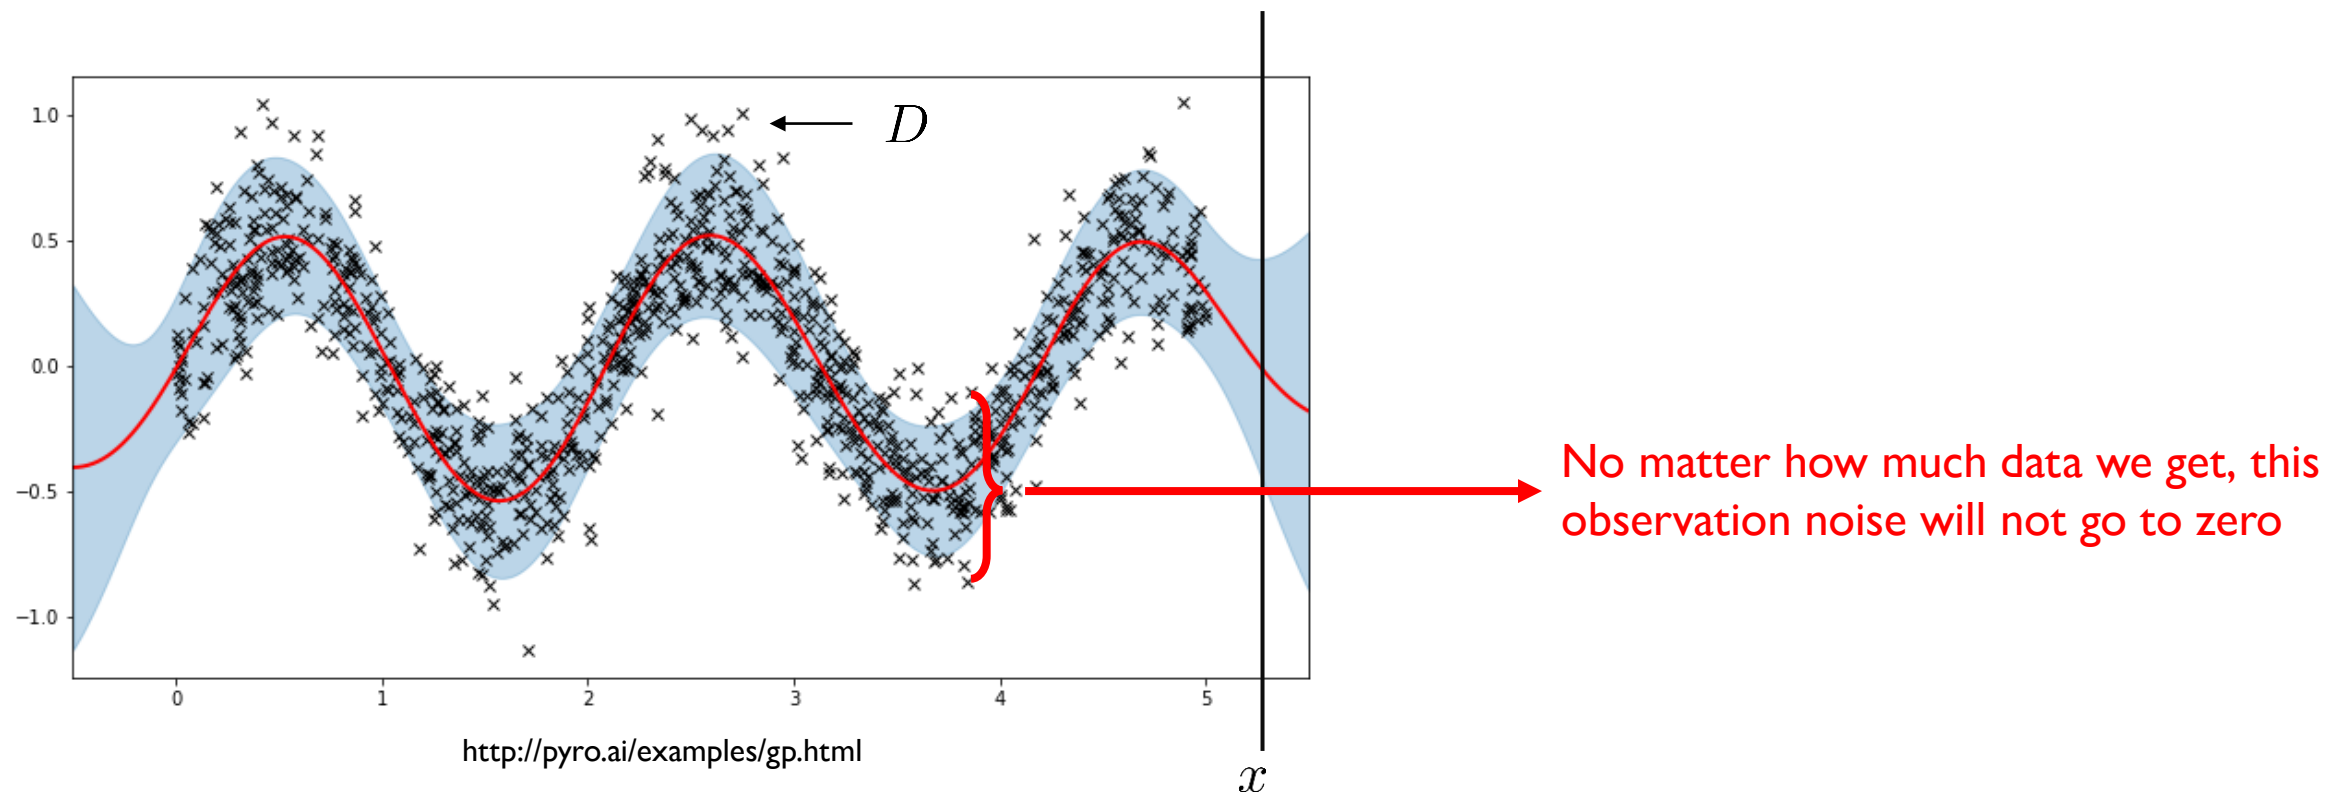 1.0
D
0.5
0.0
No matter how much data we get, this
−0.5
observation noise will not go to zero
−1.0
0 1 2 3 4 5
http://pyro.ai/examples/gp.html
x